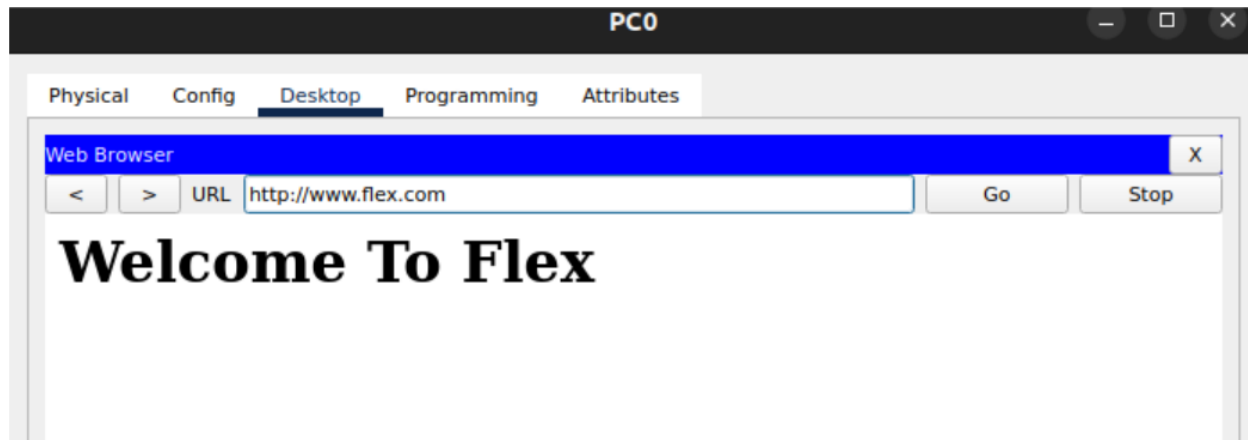 PC0
Physical Config Desktop Programming Attributes
Web Browser X
< > URL http://www.flex.com Go Stop
Welcome To Flex